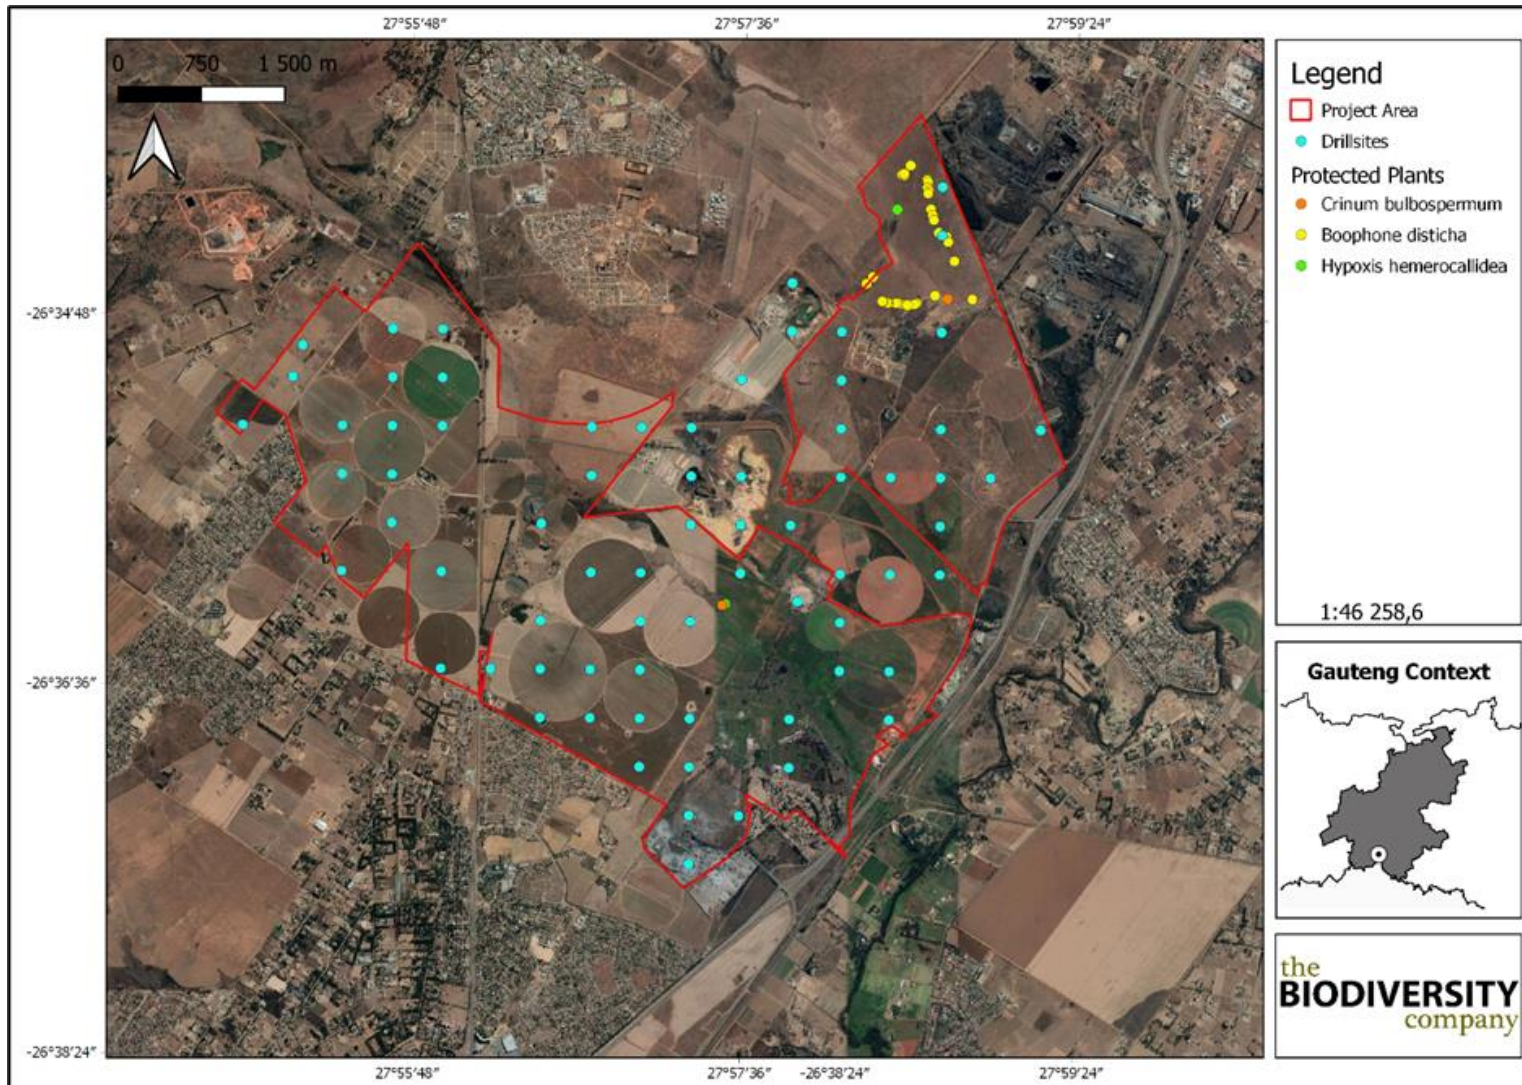 27°55′48″ 27°57′36″ 27°59′24″
0 750 1 500 m
Legend
Project Area
Drillsites
Protected Plants
Crinum bulbospermum
Boophone disticha
Hypoxis hemerocallidea
-26°34′48″
1:46 258,6
-26°36′36″
Gauteng Context
the
BIODIVERSITY
company
-26°38′24″
27°55′48″ 27°57′36″ -26°38′24″ 27°59′24″